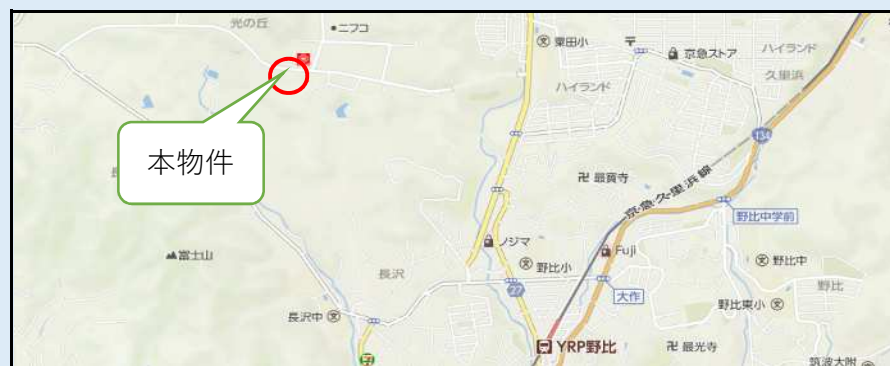 光の丘
ニフコ
粟田小
〒
京急ストア
ハイランド
久里浜
ハイランド
本物件
134
卍 最寳寺
京急久里浜線
野比中学前
富士山
ノジマ
Fuji
野比中
長沢
野比小
野比
27
大作
野比東小
長沢中
YRP野比
卍 最光寺
筑波大附